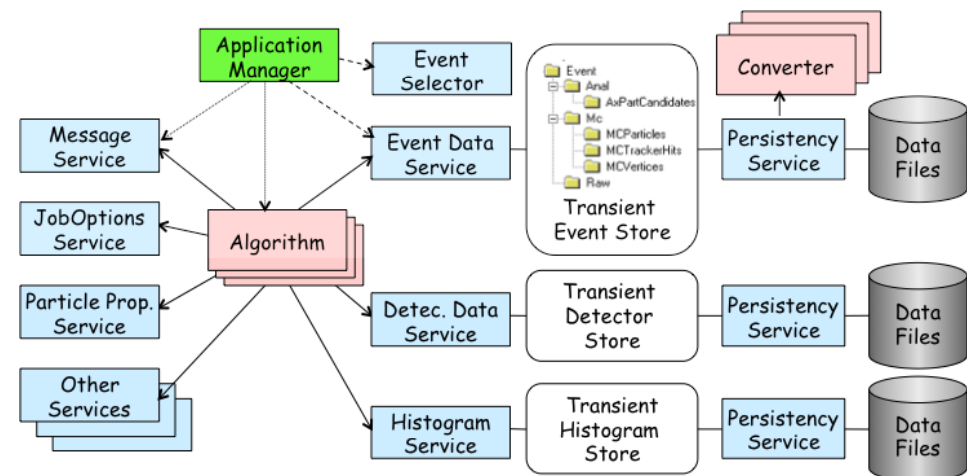 Application
Manager
Event
Selector
Message
Service
Event Data
Service
Event
Anal
AxPartCandidates
Mc
MCParticles
MCTrackerHits
MCVertices
Raw
Transient
Event Store
Converter
Persistency
Service
Data
Files
JobOptions
Service
Algorithm
Particle Prop.
Service
Detec. Data
Service
Transient
Detector
Store
Persistency
Service
Data
Files
Other
Services
Histogram
Service
Transient
Histogram
Store
Persistency
Service
Data
Files